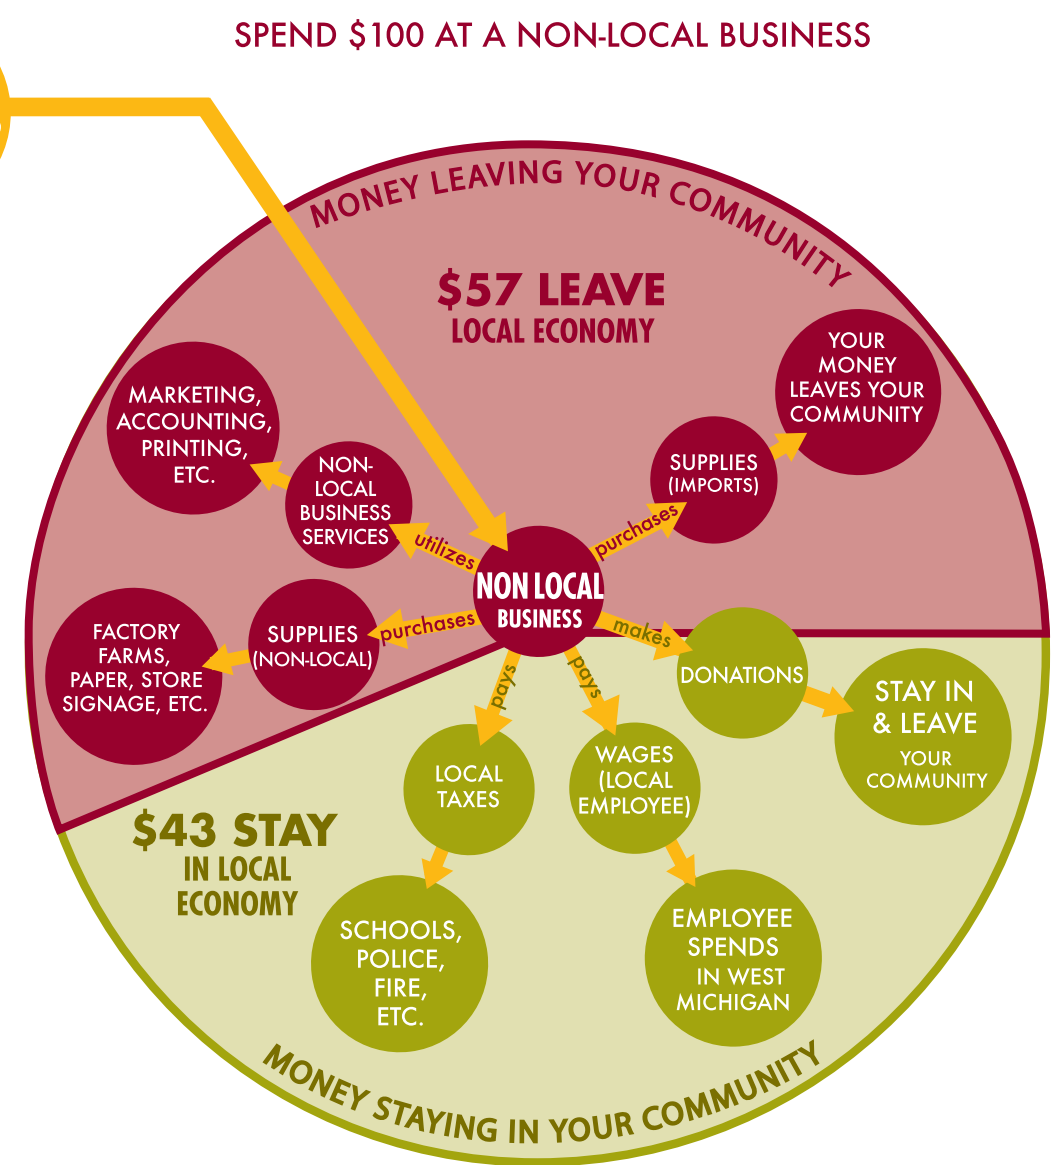 SPEND $100 AT A NON-LOCAL BUSINESS
MONEY LEAVING YOUR COMMUNITY
$57 LEAVE
LOCAL ECONOMY
YOUR
MONEY
LEAVES YOUR
COMMUNITY
SUPPLIES
(IMPORTS)
purchases
MARKETING,
ACCOUNTING,
PRINTING,
ETC.
NON-
LOCAL
BUSINESS
SERVICES
utilizes
NON LOCAL
BUSINESS
FACTORY
FARMS,
PAPER, STORE
SIGNAGE, ETC.
SUPPLIES
(NON-LOCAL)
purchases
makes
DONATIONS
STAY IN
& LEAVE
YOUR
COMMUNITY
pays
pays
LOCAL
TAXES
WAGES
(LOCAL
EMPLOYEE)
$43 STAY
IN LOCAL
ECONOMY
SCHOOLS,
POLICE,
FIRE,
ETC.
EMPLOYEE
SPENDS
IN WEST
MICHIGAN
MONEY STAYING IN YOUR COMMUNITY